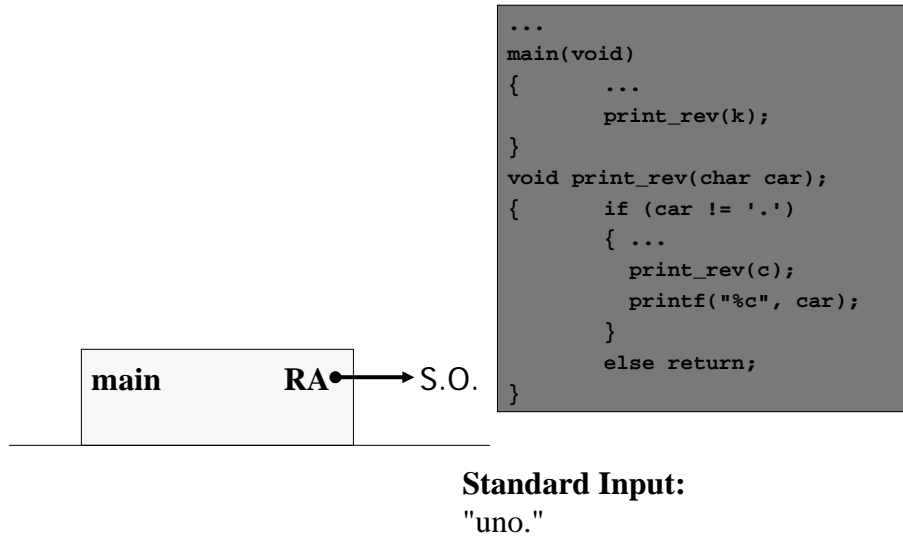 ...
main(void)
{ ...
print_rev(k);
}
void print_rev(char car);
{ if (car != '.')
{ ...
print_rev(c);
printf("%c", car);
}
else return;
}
main RA S.O.
Standard Input:
"uno."